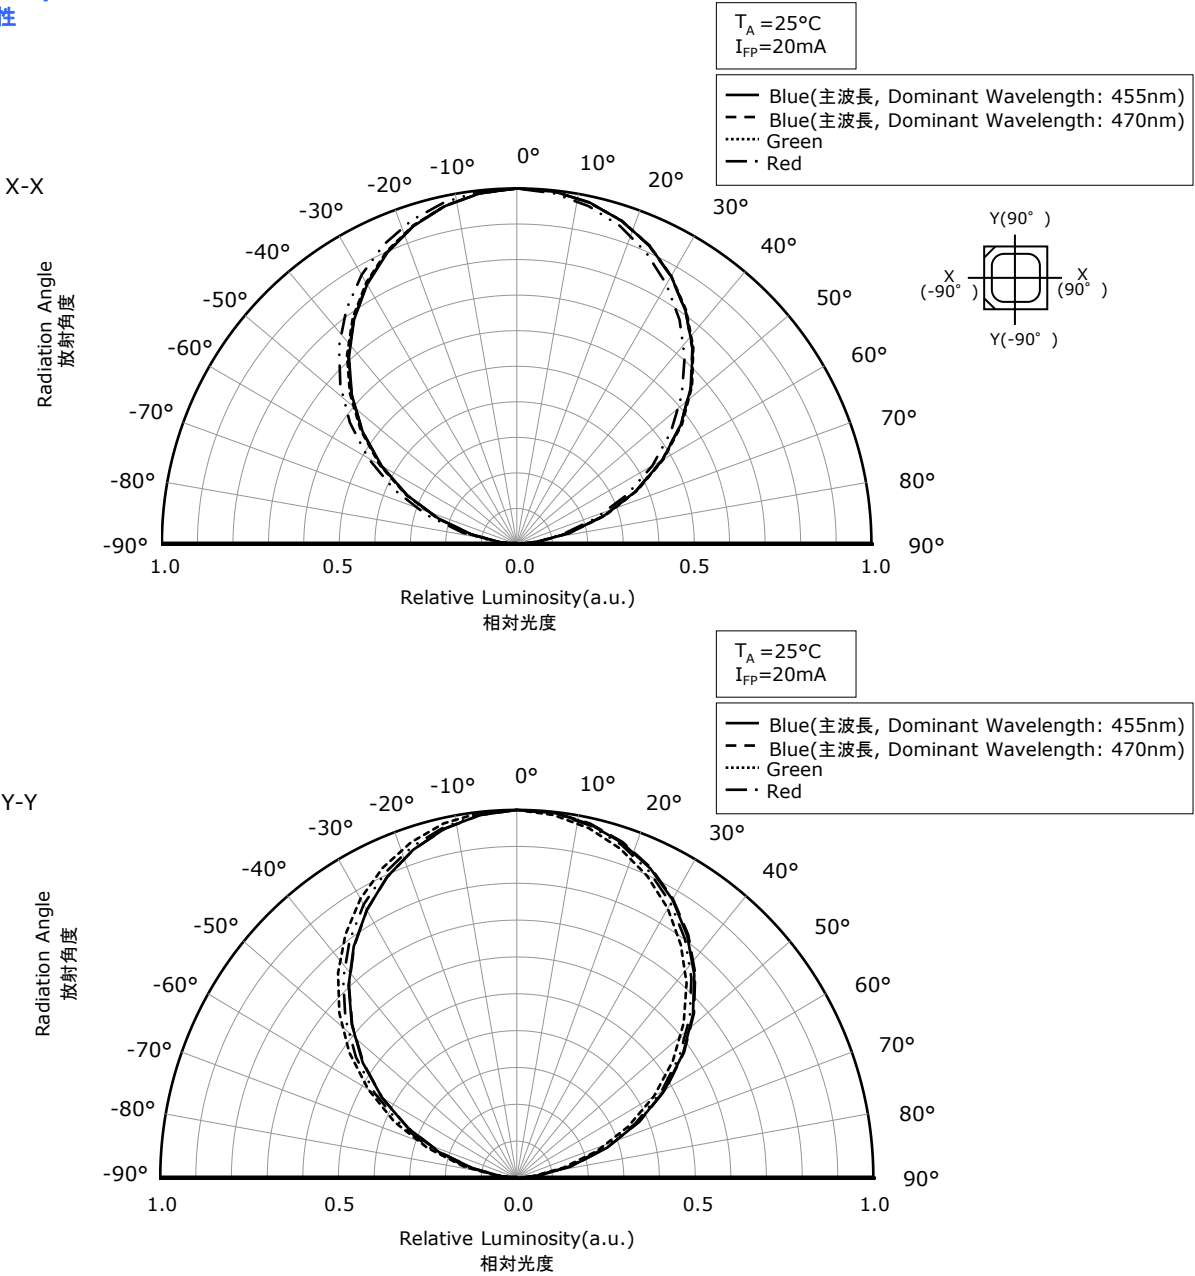 性
T_A =25°C
I_FP=20mA
Blue(主波長, Dominant Wavelength: 455nm)
Blue(主波長, Dominant Wavelength: 470nm)
Green
Red
X-X
-90°
-80°
-70°
-60°
-50°
-40°
-30°
-20°
-10°
0°
10°
20°
30°
40°
50°
60°
70°
80°
90°
Radiation Angle
放射角度
Y(90°)
X
(-90°)
X
(90°)
Y(-90°)
1.0
0.5
0.0
0.5
1.0
Relative Luminosity(a.u.)
相対光度
T_A =25°C
I_FP=20mA
Blue(主波長, Dominant Wavelength: 455nm)
Blue(主波長, Dominant Wavelength: 470nm)
Green
Red
Y-Y
-90°
-80°
-70°
-60°
-50°
-40°
-30°
-20°
-10°
0°
10°
20°
30°
40°
50°
60°
70°
80°
90°
Radiation Angle
放射角度
1.0
0.5
0.0
0.5
1.0
Relative Luminosity(a.u.)
相対光度